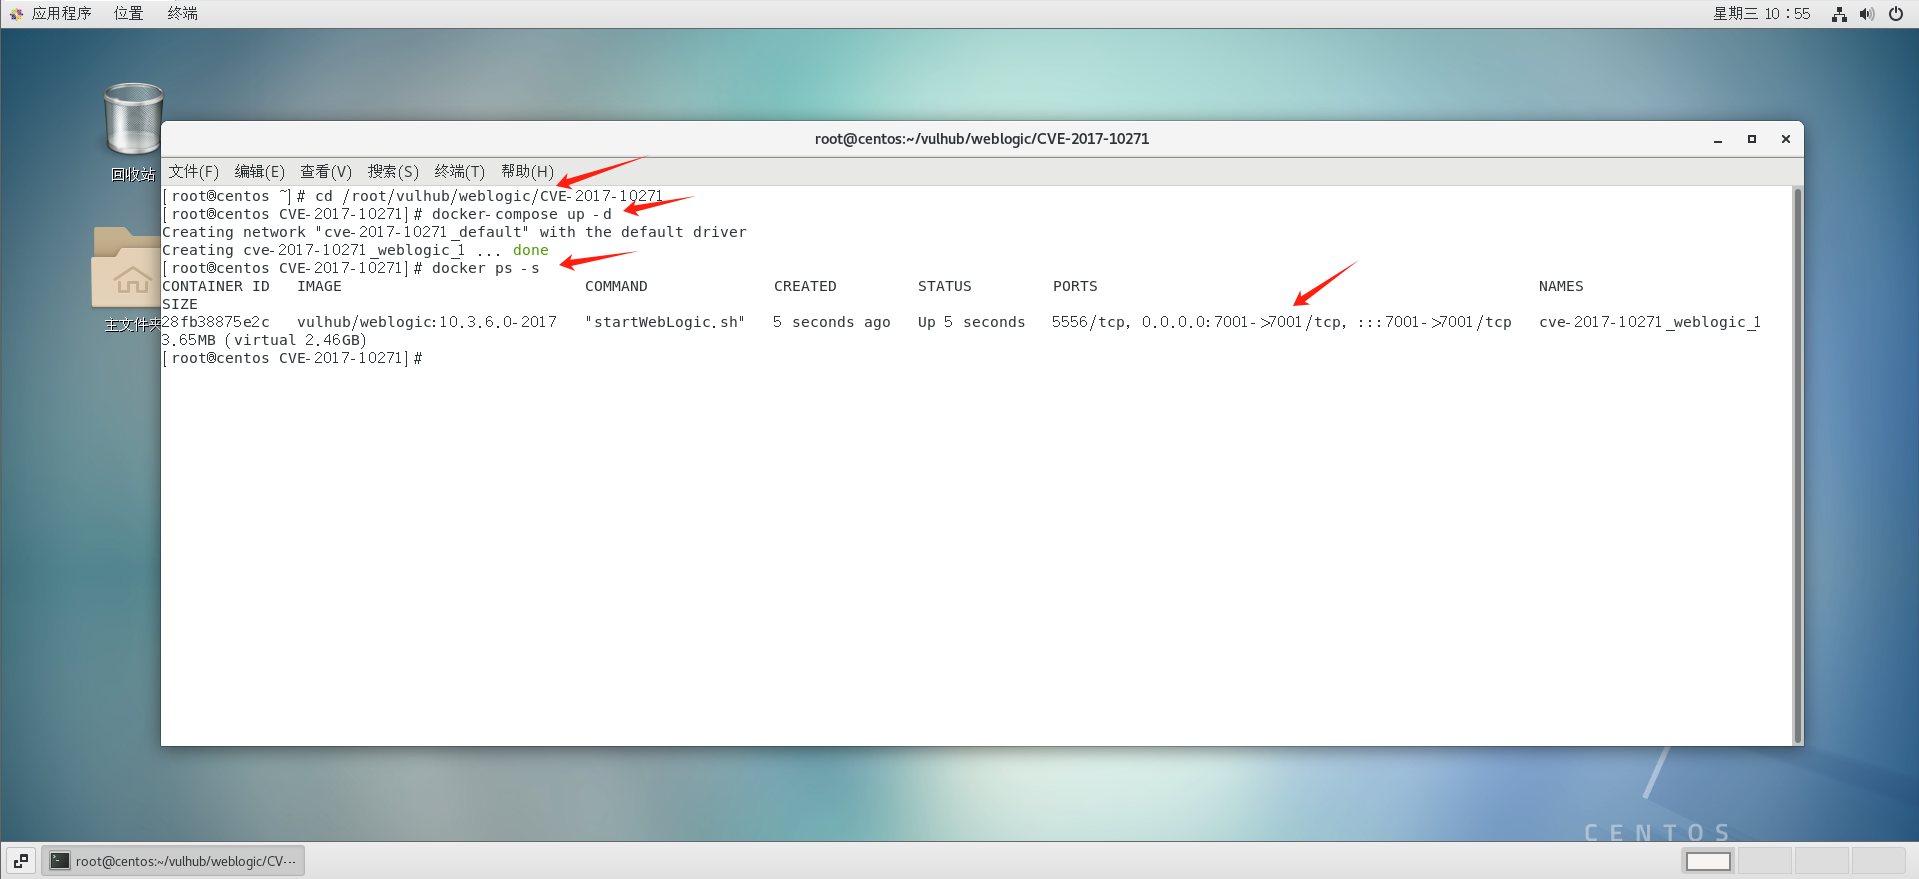 应用程序 位置 终端 星期三 10：55
root@centos:~/vulhub/weblogic/CVE-2017-10271
回收站
文件(F) 编辑(E) 查看(V) 搜索(S) 终端(T) 帮助(H)
[root@centos ~]# cd /root/vulhub/weblogic/CVE-2017-10271
[root@centos CVE-2017-10271]# docker-compose up -d
Creating network "cve-2017-10271_default" with the default driver
Creating cve-2017-10271_weblogic_1 ... done
[root@centos CVE-2017-10271]# docker ps -s
CONTAINER ID IMAGE COMMAND CREATED STATUS PORTS NAMES
SIZE
主文件夹
28fb38875e2c vulhub/weblogic:10.3.6.0-2017 "startWebLogic.sh" 5 seconds ago Up 5 seconds 5556/tcp, 0.0.0.0:7001->7001/tcp, :::7001->7001/tcp cve-2017-10271_weblogic_1
3.65MB (virtual 2.46GB)
[root@centos CVE-2017-10271]#
CENTOS
root@centos:~/vulhub/weblogic/CV···